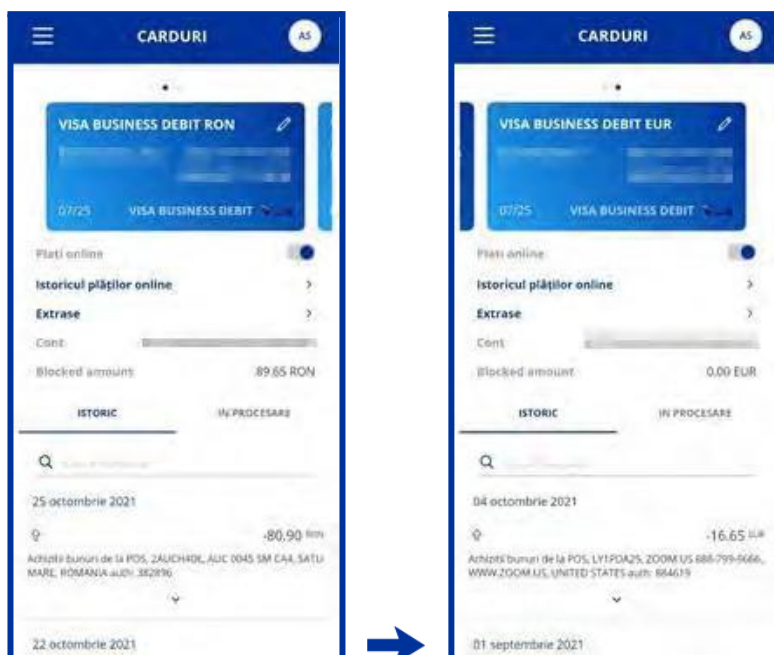 CARDURI
AS
VISA BUSINESS DEBIT RON
07/25 VISA BUSINESS DEBIT
Plati online
Istoricul plăților online
Extrase
Cont
Blocked amount 89.65 RON
ISTORIC IN PROCESARE
25 octombrie 2021
-80,90 RON
Achizitii bunuri de la POS, 2AUCH40E, AUC 0045 SM CA4, SATU
MARE, ROMANIA auth: 382896
22 octombrie 2021
CARDURI
AS
VISA BUSINESS DEBIT EUR
07/25 VISA BUSINESS DEBIT
Plati online
Istoricul plăților online
Extrase
Cont
Blocked amount 0,00 EUR
ISTORIC IN PROCESARE
04 octombrie 2021
-16.65 EUR
Achizitii bunuri de la POS, LY1PDA25, ZOOM.US 888-799-9666,
WWW.ZOOM.US, UNITED STATES auth: 884619
01 septembrie 2021